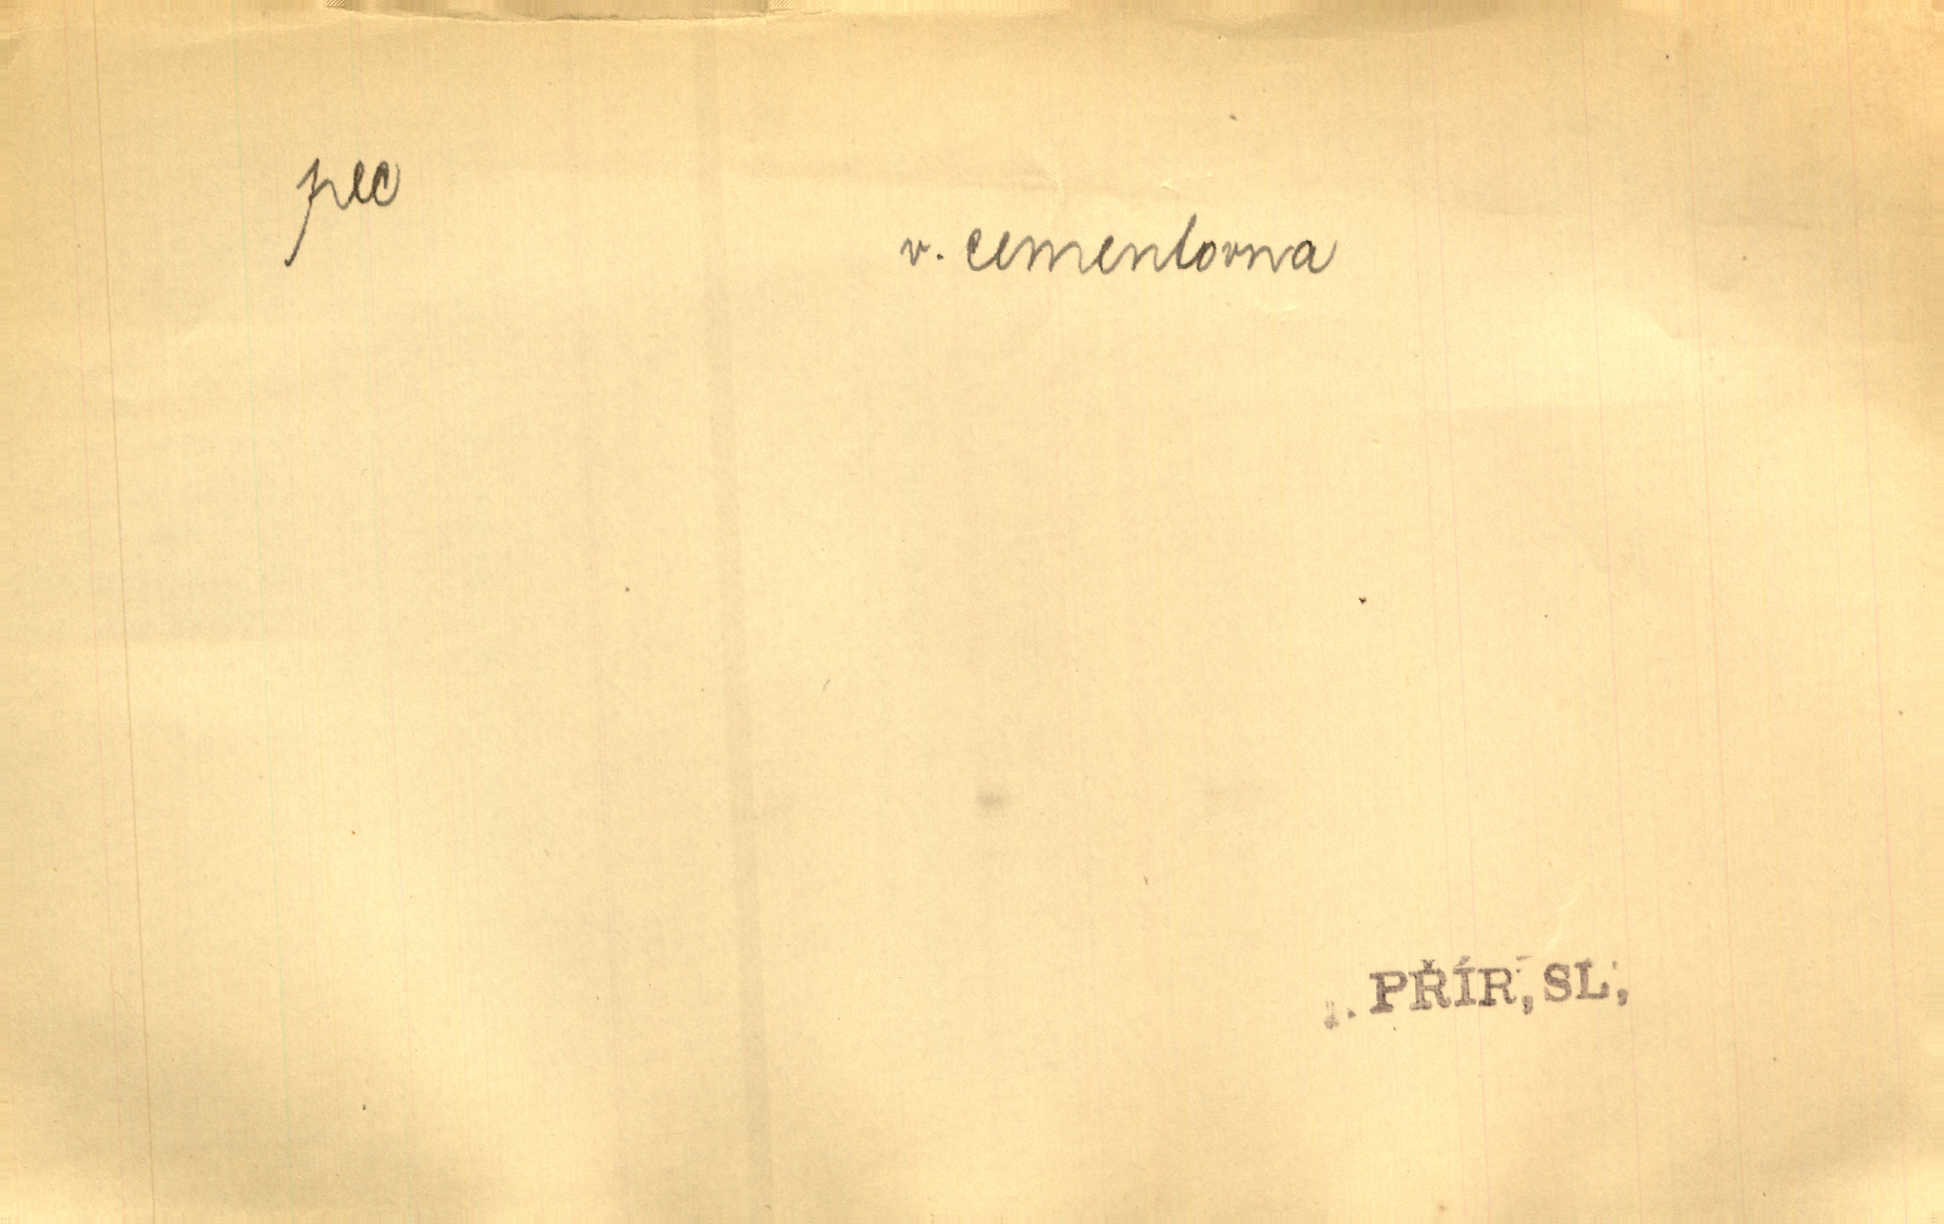 pec
v. cementovna
. PŘÍR, SL,